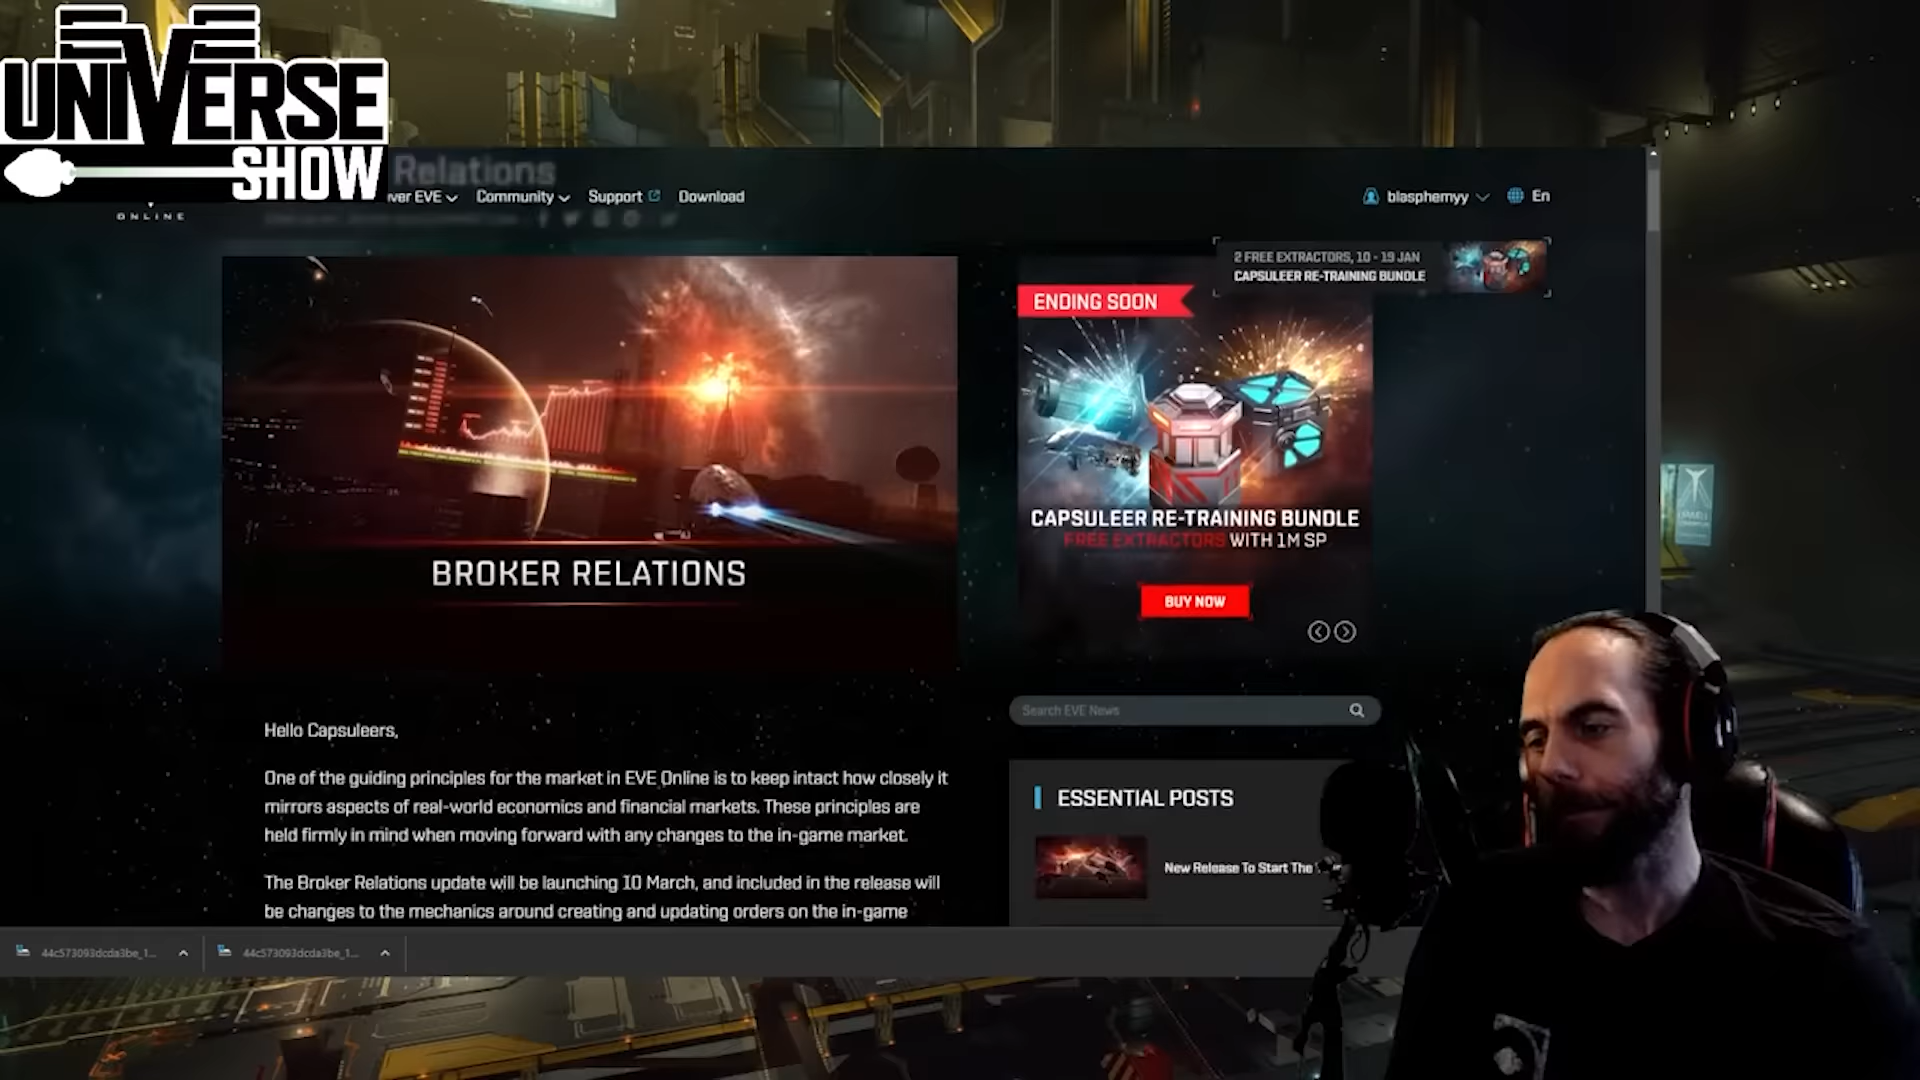 EVE
UNIVERSE
SHOW
Relations
ver EVE
Community
Support
Download
blasphemyy
En
ONLINE
2 FREE EXTRACTORS, 10 - 19 JAN
CAPSULEER RE-TRAINING BUNDLE
ENDING SOON
CAPSULEER RE-TRAINING BUNDLE
FREE EXTRACTORS WITH 1M SP
BUY NOW
BROKER RELATIONS
Search EVE News
Hello Capsuleers,
One of the guiding principles for the market in EVE Online is to keep intact how closely it
mirrors aspects of real-world economics and financial markets. These principles are
held firmly in mind when moving forward with any changes to the in-game market.
The Broker Relations update will be launching 10 March, and included in the release will
be changes to the mechanics around creating and updating orders on the in-game
ESSENTIAL POSTS
New Release To Start The
44c573093dcda3be_1...
44c573093dcda3be_1...